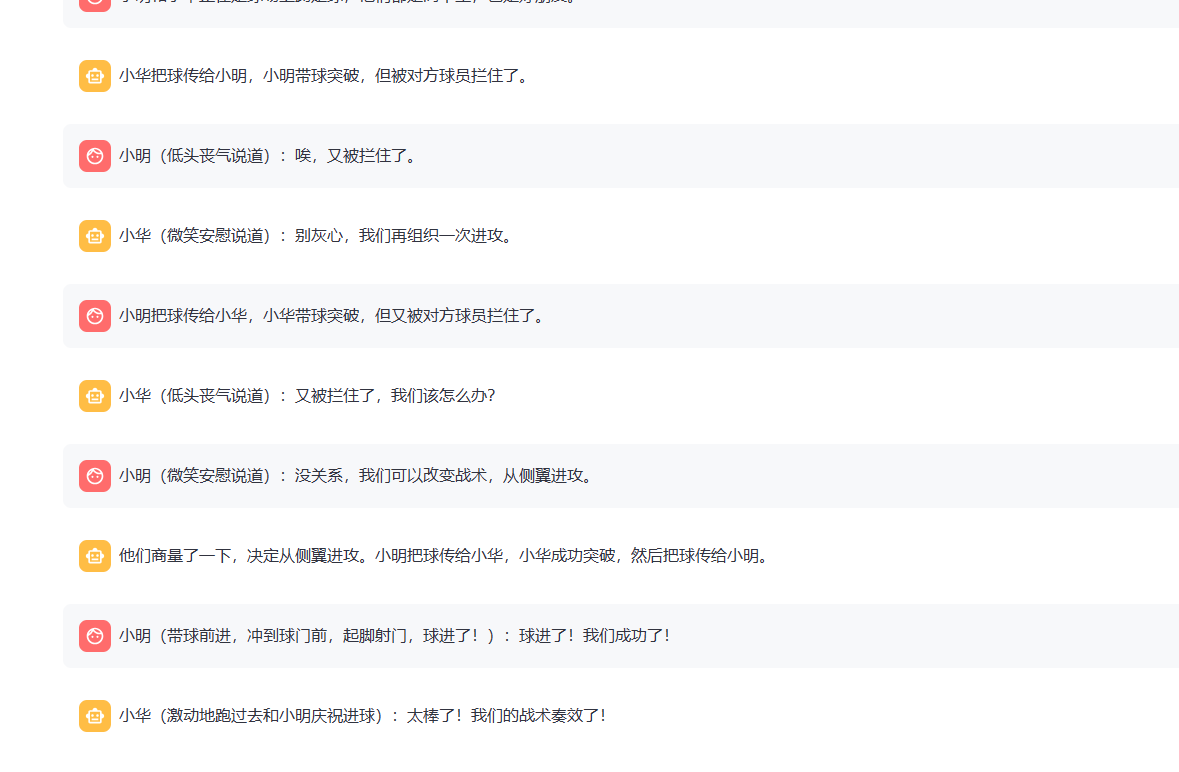 小华把球传给小明，小明带球突破，但被对方球员拦住了。
小明（低头丧气说道）：唉，又被拦住了。
小华（微笑安慰说道）：别灰心，我们再组织一次进攻。
小明把球传给小华，小华带球突破，但又被对方球员拦住了。
小华（低头丧气说道）：又被拦住了，我们该怎么办？
小明（微笑安慰说道）：没关系，我们可以改变战术，从侧翼进攻。
他们商量了一下，决定从侧翼进攻。小明把球传给小华，小华成功突破，然后把球传给小明。
小明（带球前进，冲到球门前，起脚射门，球进了！）：球进了！我们成功了！
小华（激动地跑过去和小明庆祝进球）：太棒了！我们的战术奏效了！